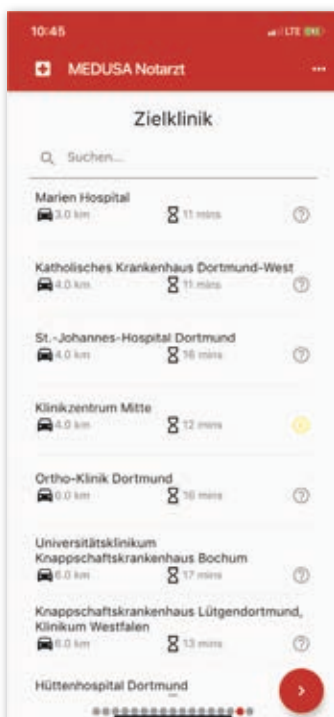 10:45
LTE
MEDUSA Notarzt
Zielklinik
Suchen...
Marien Hospital
3.0 km 11 mins
Katholisches Krankenhaus Dortmund-West
4.0 km 11 mins
St.-Johannes-Hospital Dortmund
4.0 km 16 mins
Klinikzentrum Mitte
4.0 km 12 mins
Ortho-Klinik Dortmund
6.0 km 16 mins
Universitätsklinikum
Knappschaftskrankenhaus Bochum
6.0 km 17 mins
Knappschaftskrankenhaus Lütgendortmund,
Klinikum Westfalen
6.0 km 13 mins
Hüttenhospital Dortmund